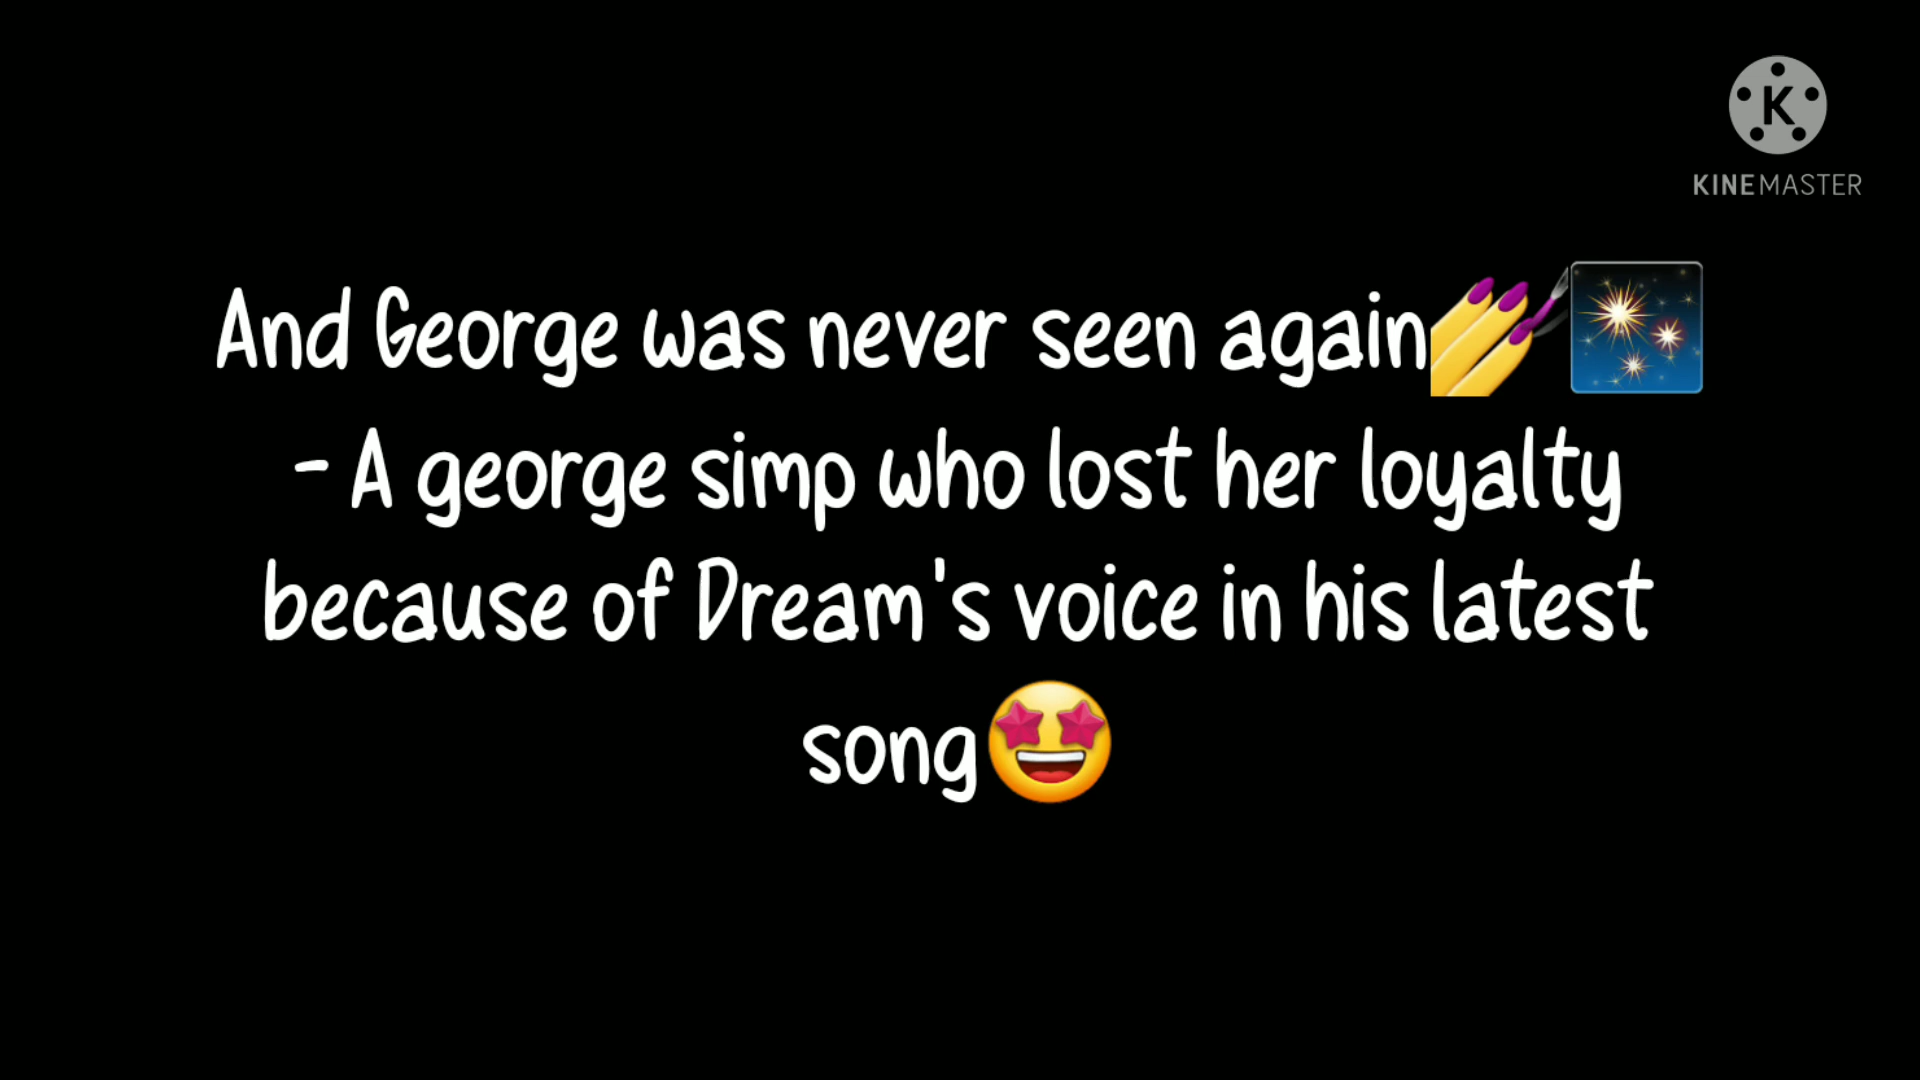 K
KINEMASTER
And George was never seen again💅🎇
- A george simp who lost her loyalty
because of Dream's voice in his latest
song🤩